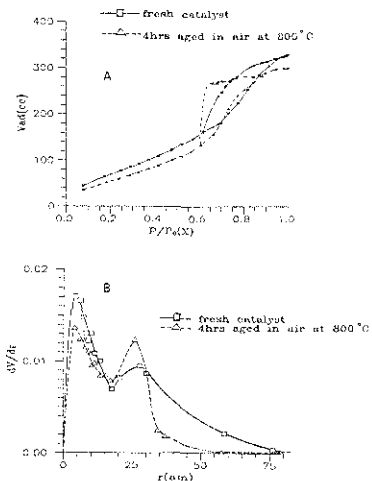 fresh catalyst
4hrs aged in air at 800°C
A
Vad(cc)
400
300
200
100
0
0.0 0.2 0.4 0.6 0.8 1.0
P/P₀(X)
B
fresh catalyst
4hrs aged in air at 800°C
dV/dr
0.02
0.01
0.00
0 25 50 75